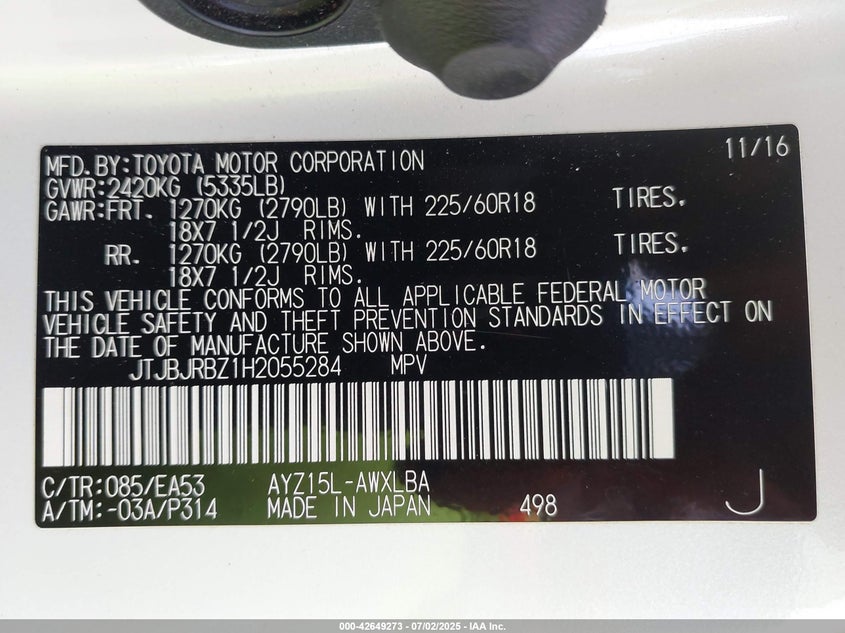 MFD.BY:TOYOTA MOTOR CORPORATION 11/16
GVWR:2420KG (5335LB)
GAWR:FRT. 1270KG (2790LB) WITH 225/60R18 TIRES.
18X7 1/2J RIMS.
RR. 1270KG (2790LB) WITH 225/60R18 TIRES.
18X7 1/2J RIMS.
THIS VEHICLE CONFORMS TO ALL APPLICABLE FEDERAL MOTOR
VEHICLE SAFETY AND THEFT PREVENTION STANDARDS IN EFFECT ON
THE DATE OF MANUFACTURE SHOWN ABOVE.
JTJBJRBZ1H2055284 MPV
C/TR:085/EA53 AYZ15L-AWXLBA
A/TM:-03A/P314 MADE IN JAPAN 498 J
000-42649273 - 07/02/2025 - IAA Inc.